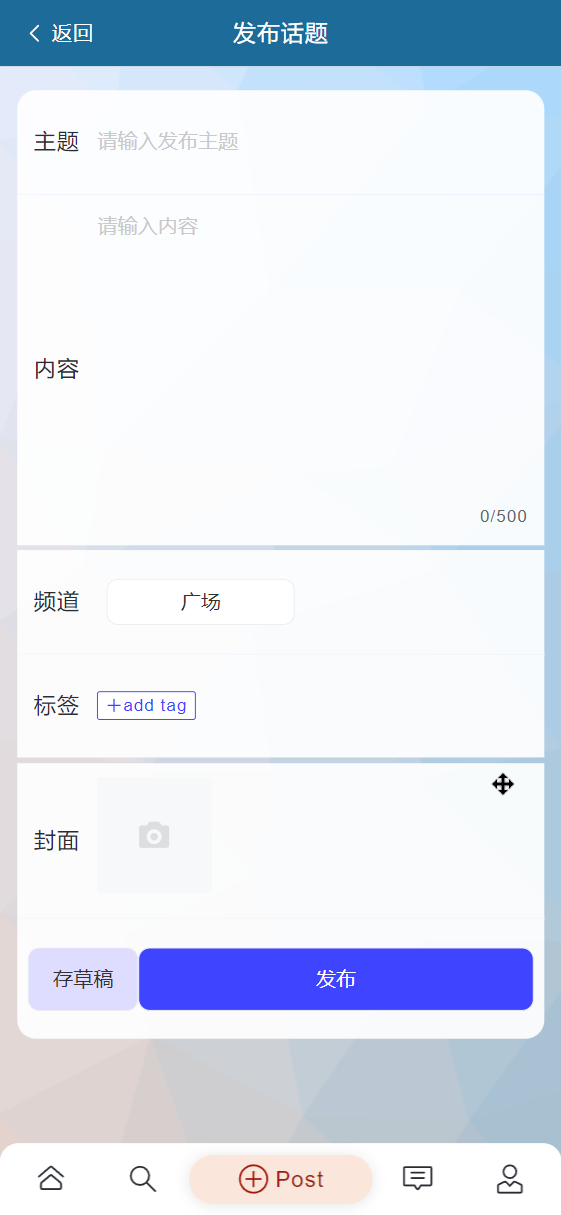 返回
发布话题
主题 请输入发布主题
请输入内容
内容
0/500
频道 广场
标签 +add tag
封面
存草稿 发布
Post